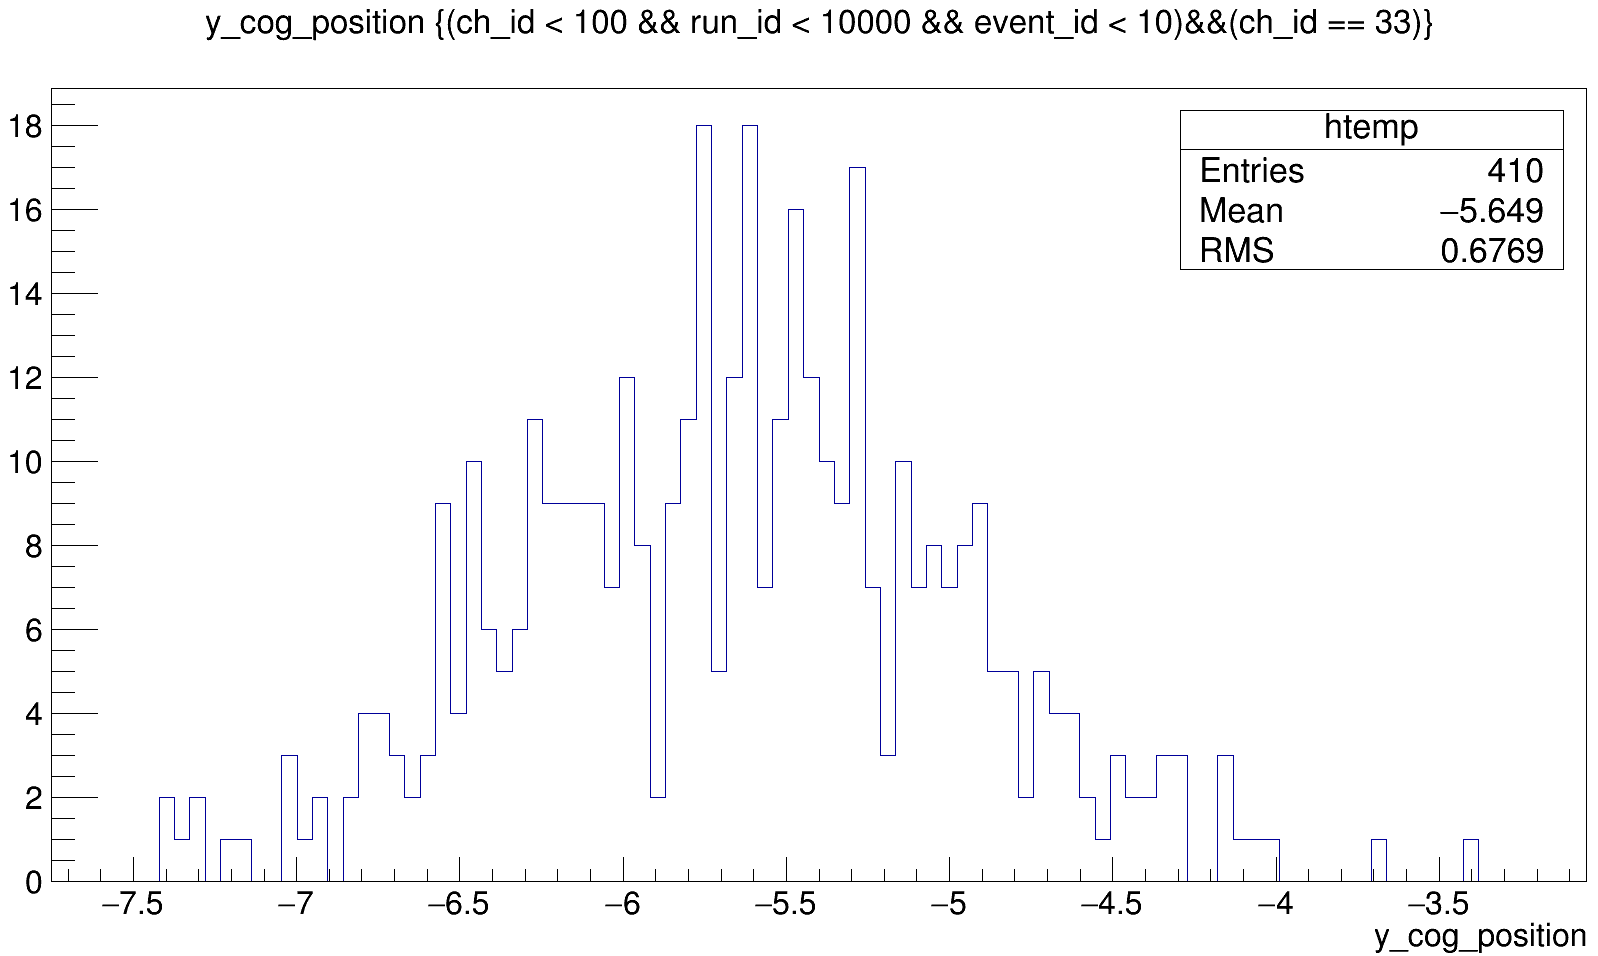 y_cog_position {(ch_id < 100 && run_id < 10000 && event_id < 10)&&(ch_id == 33)}
htemp
Entries 410
Mean −5.649
RMS 0.6769
18
16
14
12
10
8
6
4
2
0
−7.5 −7 −6.5 −6 −5.5 −5 −4.5 −4 −3.5
y_cog_position